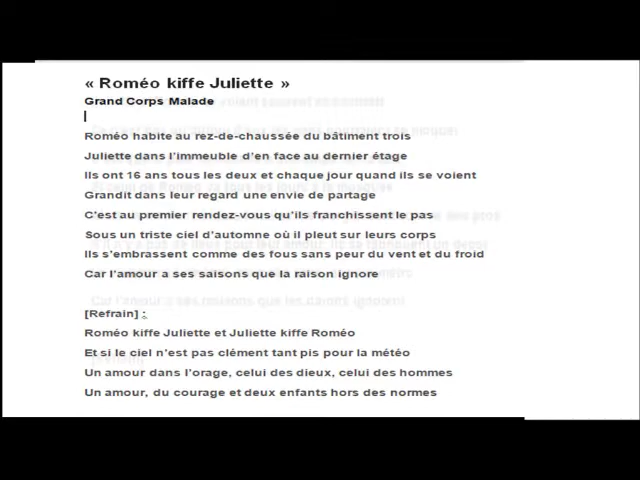 « Roméo kiffe Juliette »
Grand Corps Malade
Roméo habite au rez-de-chaussée du bâtiment trois
Juliette dans l'immeuble d'en face au dernier étage
Ils ont 16 ans tous les deux et chaque jour quand ils se voient
Grandit dans leur regard une envie de partage
C'est au premier rendez-vous qu'ils franchissent le pas
Sous un triste ciel d'automne où il pleut sur leurs corps
Ils s'embrassent comme des fous sans peur du vent et du froid
Car l'amour a ses saisons que la raison ignore
[Refrain] :
Roméo kiffe Juliette et Juliette kiffe Roméo
Et si le ciel n'est pas clément tant pis pour la météo
Un amour dans l'orage, celui des dieux, celui des hommes
Un amour, du courage et deux enfants hors des normes